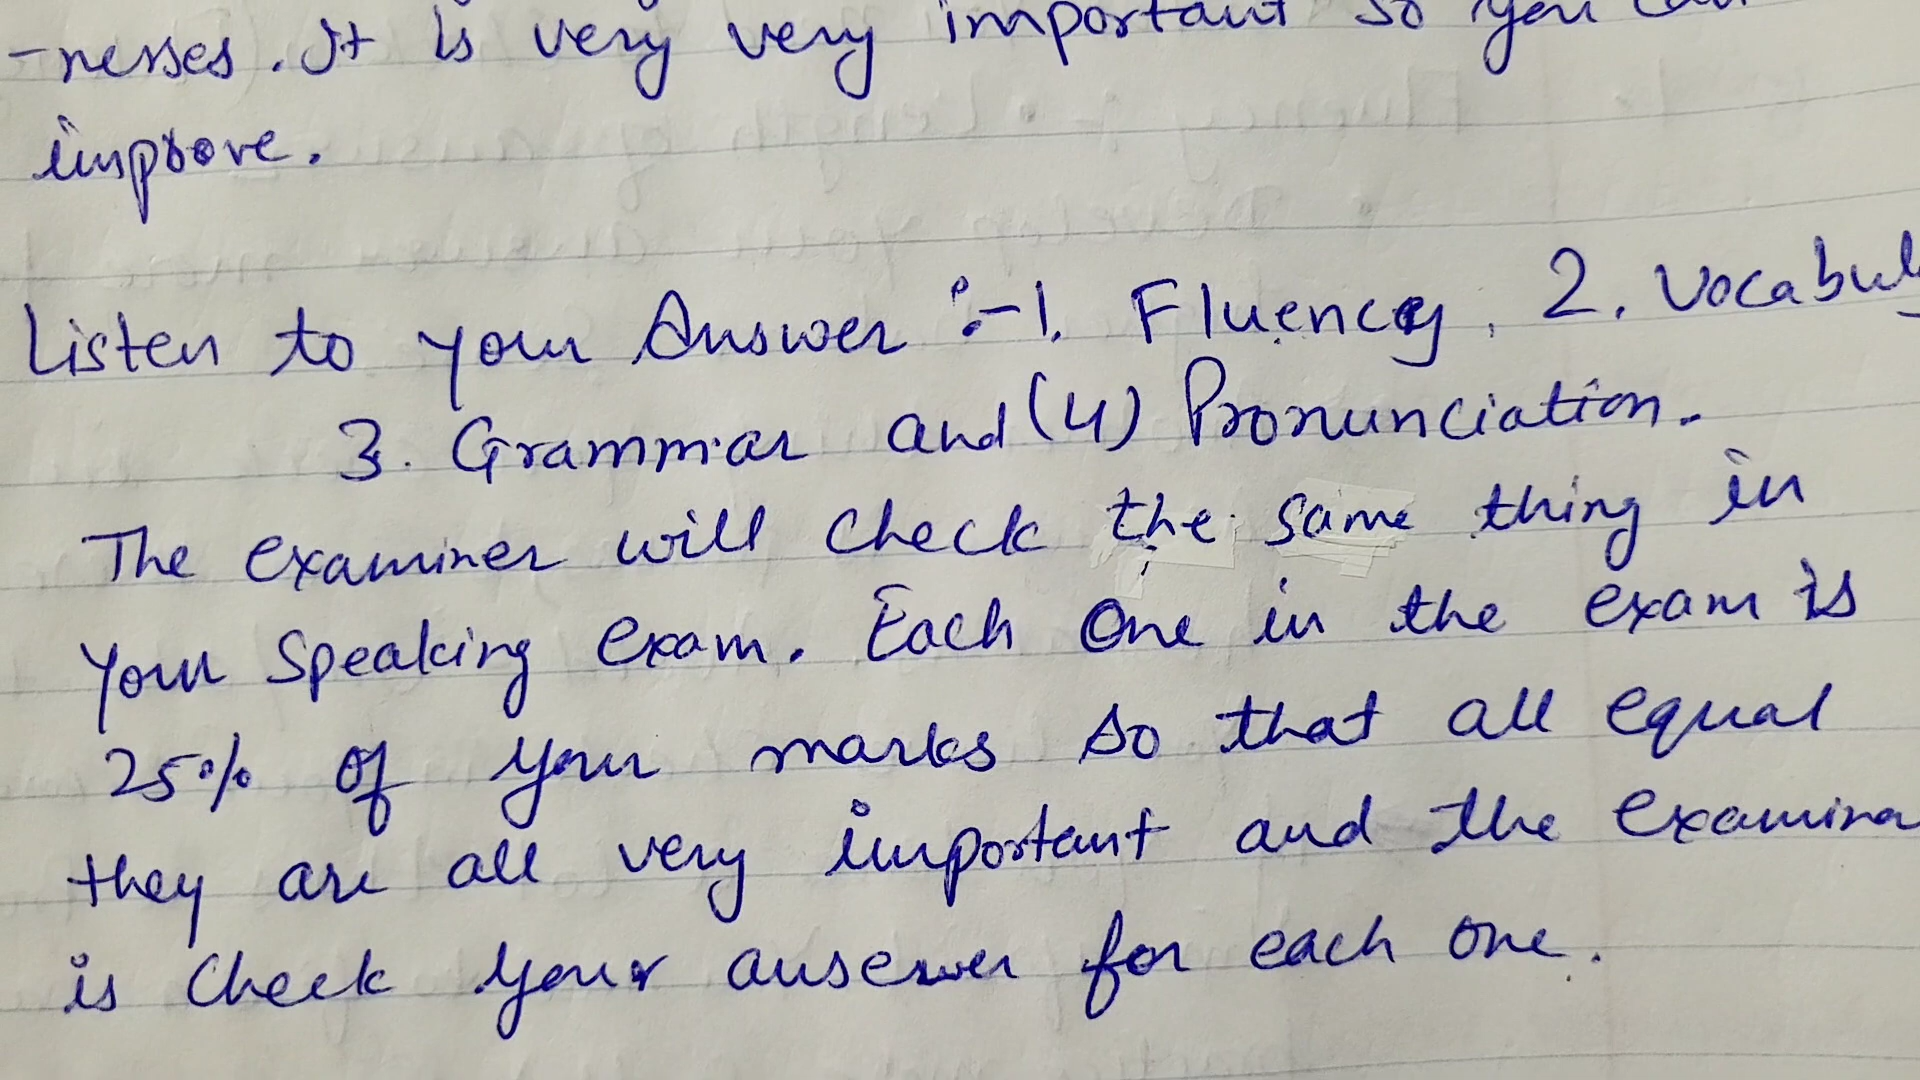 -nesses. It is very very important so you can
improve.
Listen to your Answer :- 1. Fluency, 2. Vocabul
3. Grammar and (4) Pronunciation.
The examiner will check the same thing in
your Speaking exam. Each one in the exam is
25% of your marks so that all equal
they are all very important and the examina
is check your ansewer for each one.